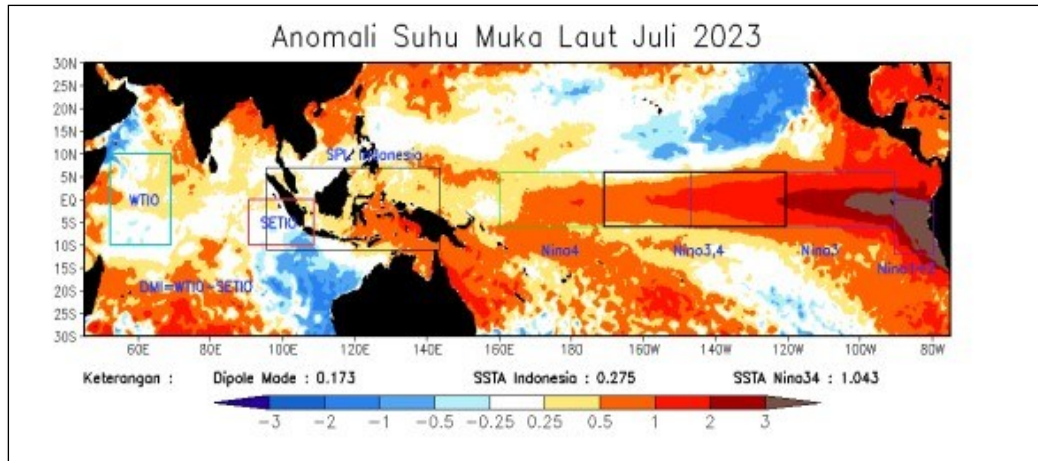 Anomali Suhu Muka Laut Juli 2023
30N
25N
20N
15N
10N
5N
EQ
5S
10S
15S
20S
25S
30S
SPL Indonesia
WTIO
SETIO
Nino4
Nino3,4
Nino3
Nino1+2
DMI=WTIO-SETIO
60E 80E 100E 120E 140E 160E 180 160W 140W 120W 100W 80W
Keterangan : Dipole Mode : 0.173 SSTA Indonesia : 0.275 SSTA Nino34 : 1.043
-3 -2 -1 -0.5 -0.25 0.25 0.5 1 2 3